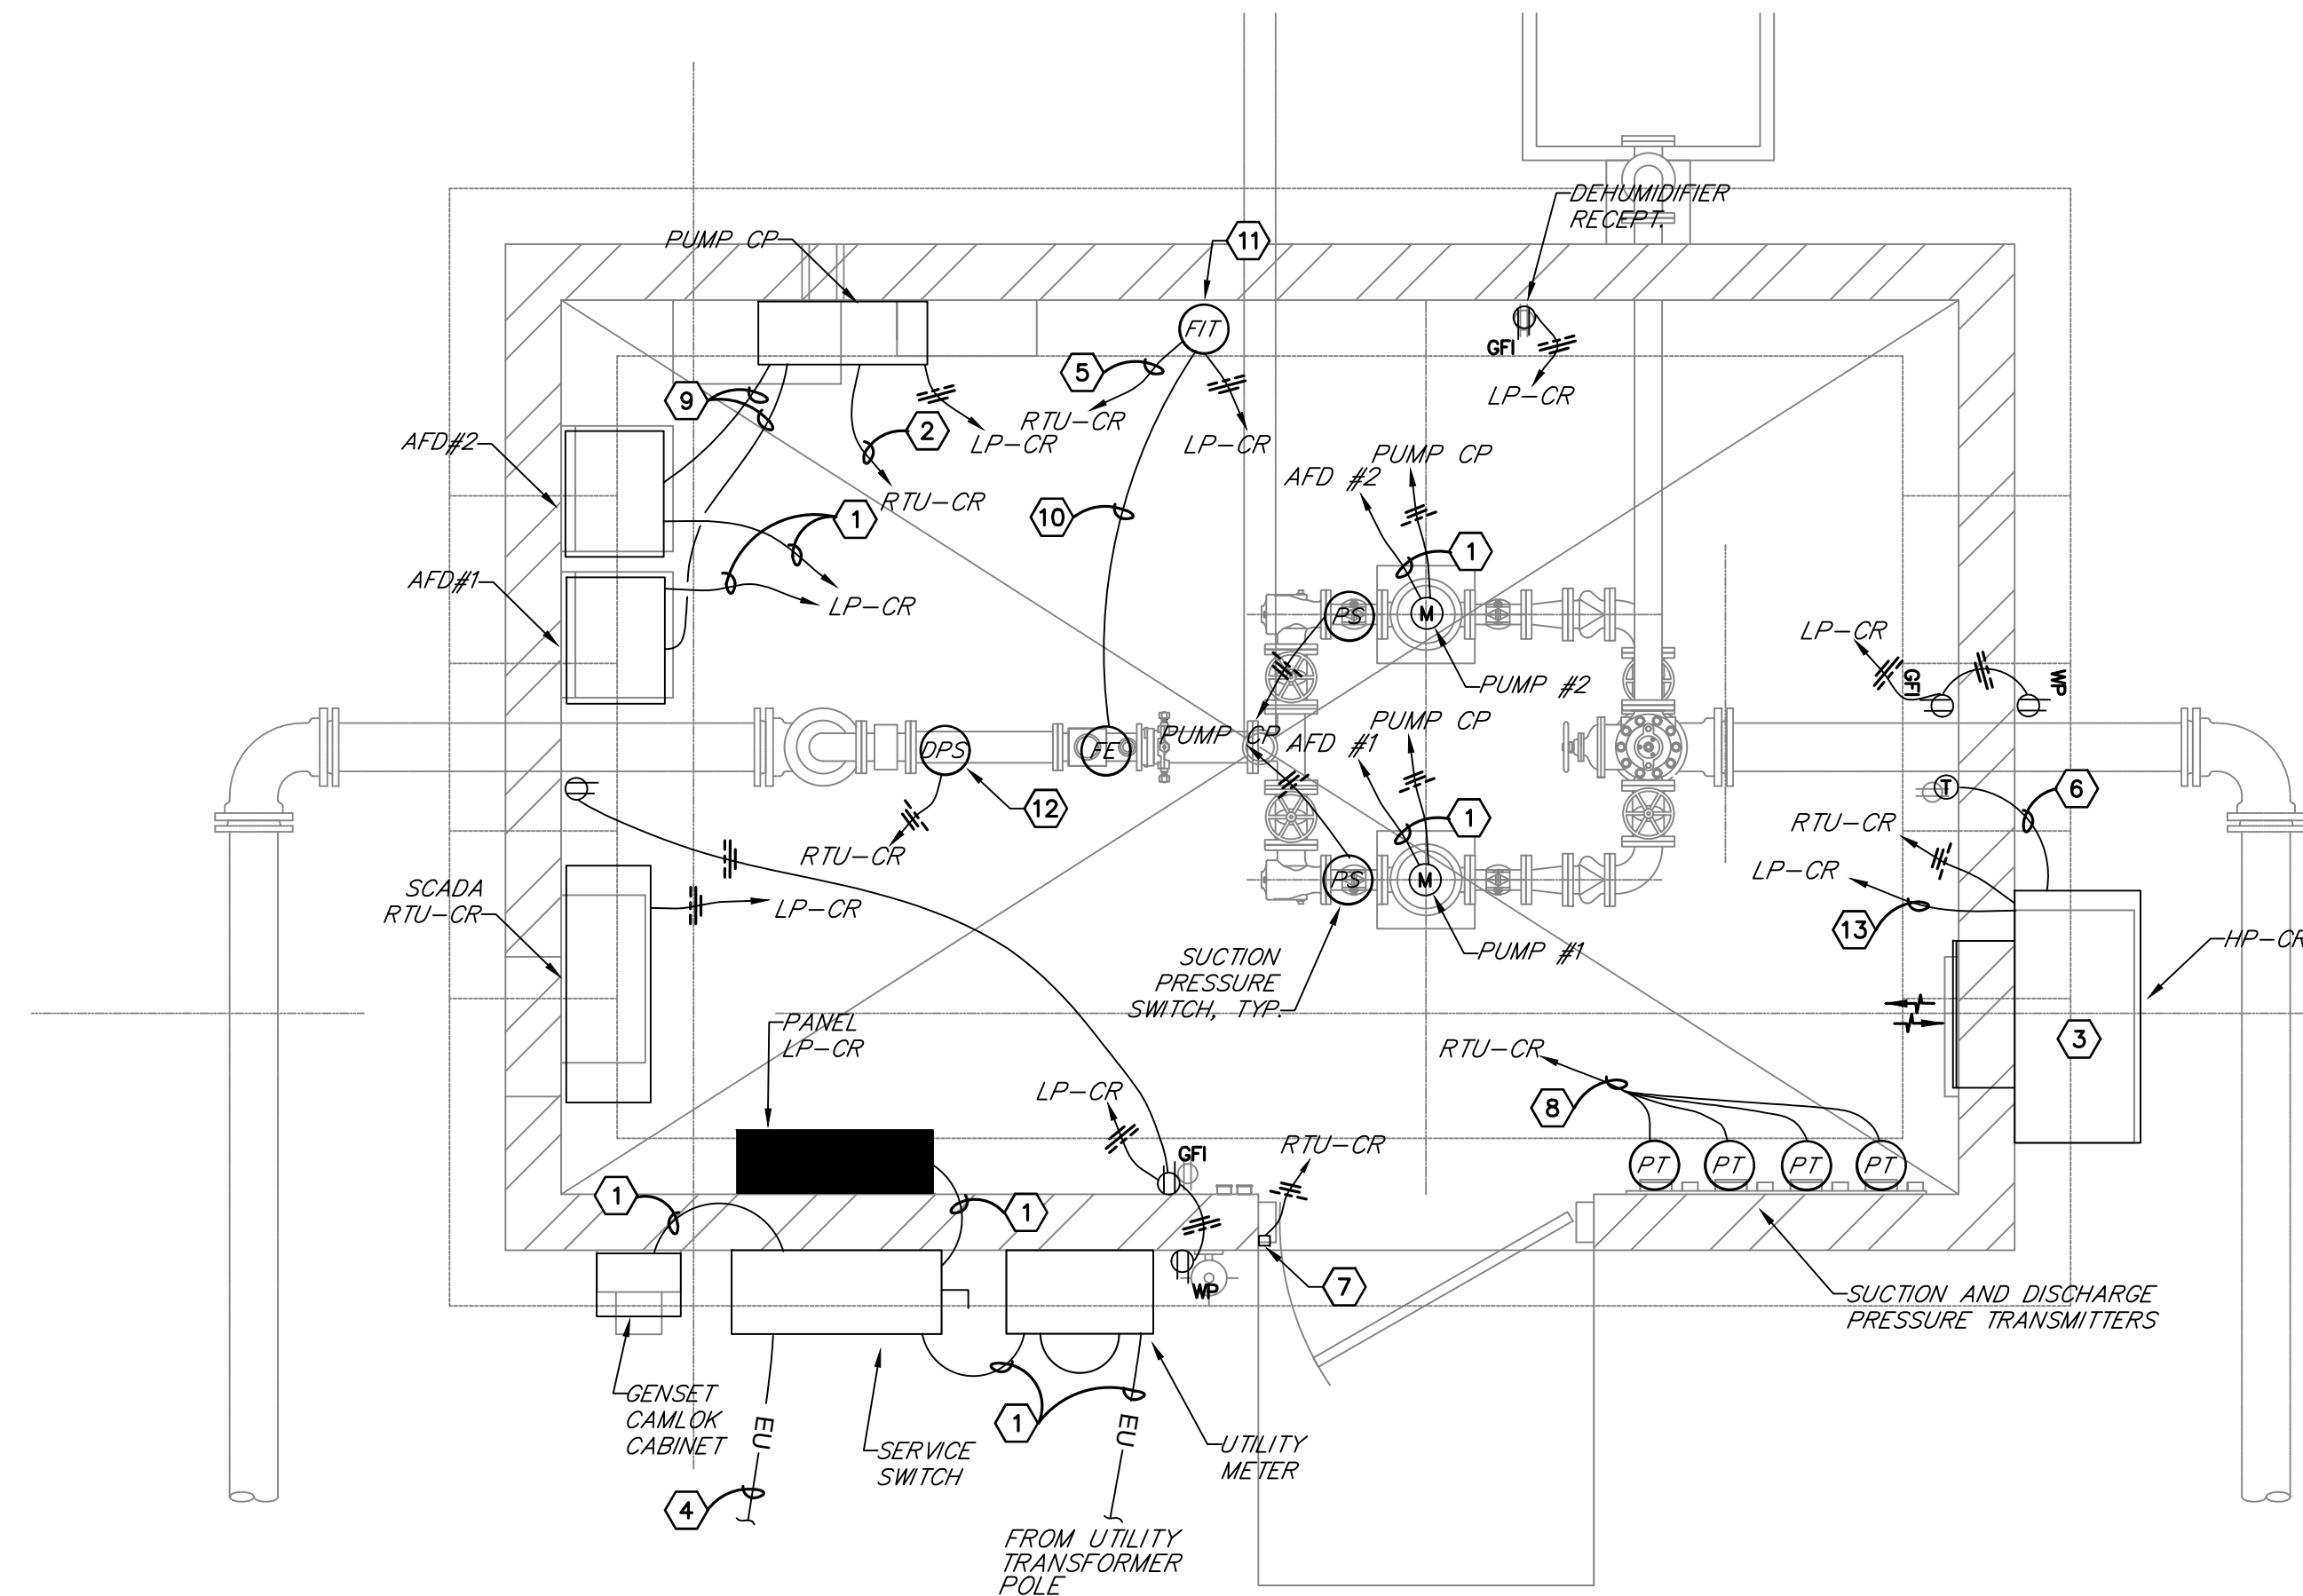 DEHUMIDIFIER
RECEPT.
PUMP CP
11
FIT
GFI
5
9
2
LP-CR
RTU-CR
LP-CR
LP-CR
AFD#2
PUMP CP
AFD #2
RTU-CR
10
1
1
AFD#1
LP-CR
PS
M
LP-CR
GFI
WP
PUMP #2
PUMP CP
PUMP CP
AFD #1
DPS
FE
12
T
6
1
RTU-CR
RTU-CR
LP-CR
SCADA
RTU-CR
LP-CR
PS
M
13
HP-CR
SUCTION
PRESSURE
SWITCH, TYP.
PUMP #1
PANEL
LP-CR
3
RTU-CR
LP-CR
8
RTU-CR
GFI
PT
PT
PT
PT
1
1
WP
7
SUCTION AND DISCHARGE
PRESSURE TRANSMITTERS
GENSET
CAMLOK
CABINET
1
EU
EU
SERVICE
SWITCH
UTILITY
METER
4
FROM UTILITY
TRANSFORMER
POLE